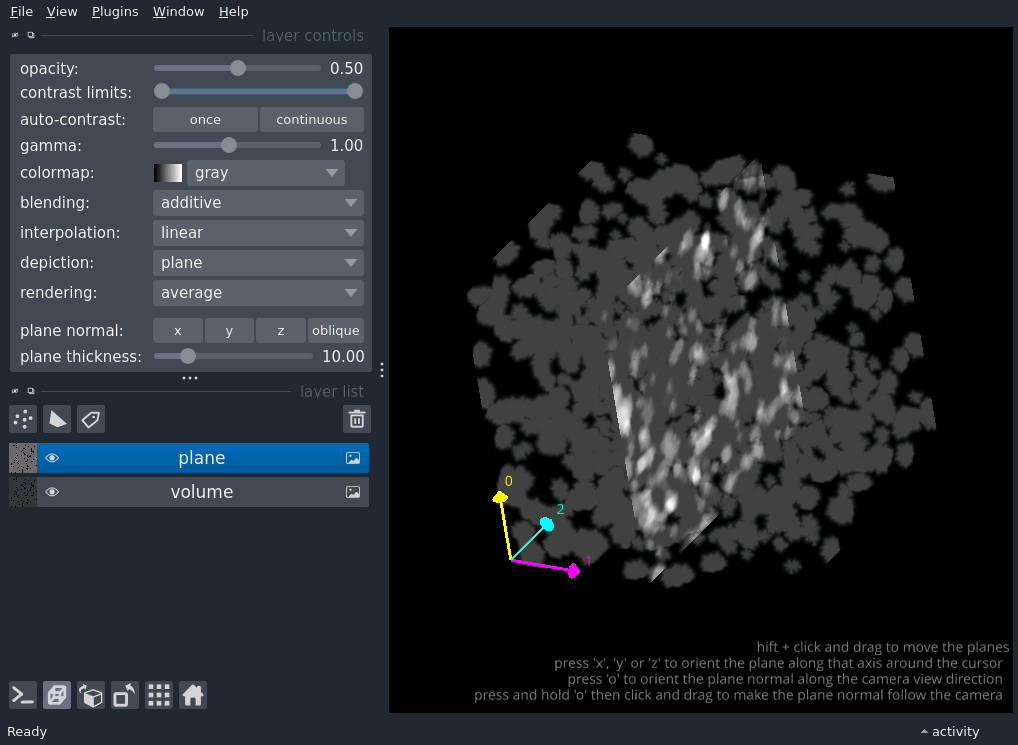 File View Plugins Window Help
layer controls
opacity: 0.50
contrast limits:
auto-contrast: once continuous
gamma: 1.00
colormap: gray
blending: additive
interpolation: linear
depiction: plane
rendering: average
plane normal: x y z oblique
plane thickness: 10.00
layer list
plane
volume
0
2
1
hift + click and drag to move the planes
press 'x', 'y' or 'z' to orient the plane along that axis around the cursor
press 'o' to orient the plane normal along the camera view direction
press and hold 'o' then click and drag to make the plane normal follow the camera
Ready activity